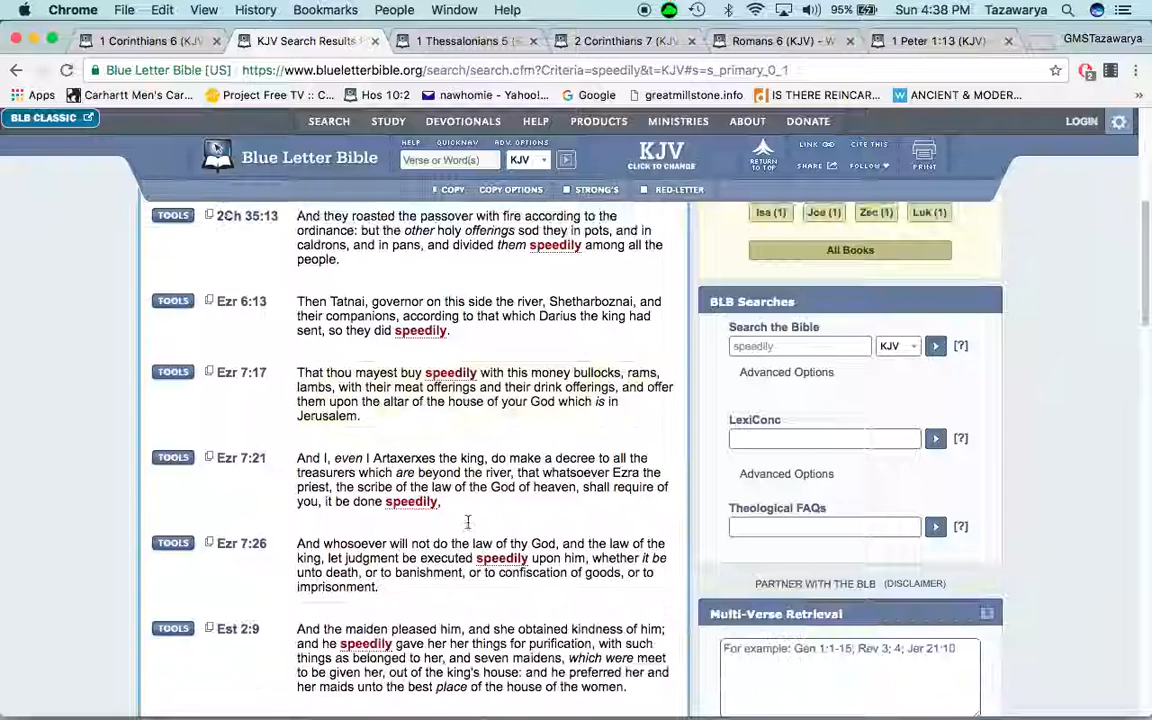 Chrome File Edit View History Bookmarks People Window Help 95% Sun 4:38 PM Tazawarya
1 Corinthians 6 (KJV) KJV Search Results 1 Thessalonians 5 2 Corinthians 7 (KJV) Romans 6 (KJV) - W 1 Peter 1:13 (KJV) GMSTazawarya
Blue Letter Bible [US] https://www.blueletterbible.org/search/search.cfm?Criteria=speedily&t=KJV#s=s_primary_0_1
Apps Carhartt Men's Car... Project Free TV :: C... Hos 10:2 nawhomie - Yahoo!... Google greatmillstone.info IS THERE REINCAR... ANCIENT & MODER... »
BLB CLASSIC
SEARCH STUDY DEVOTIONALS HELP PRODUCTS MINISTRIES ABOUT DONATE LOGIN
HELP QUICKNAV ADV. OPTIONS
Blue Letter Bible Verse or Word(s) KJV
KJV
CLICK TO CHANGE
RETURN
TO TOP
LINK CITE THIS
SHARE FOLLOW PRINT
COPY COPY OPTIONS STRONG'S RED-LETTER
TOOLS 2Ch 35:13 And they roasted the passover with fire according to the
ordinance: but the other holy offerings sod they in pots, and in
caldrons, and in pans, and divided them speedily among all the
people.
TOOLS Ezr 6:13 Then Tatnai, governor on this side the river, Shetharboznai, and
their companions, according to that which Darius the king had
sent, so they did speedily.
TOOLS Ezr 7:17 That thou mayest buy speedily with this money bullocks, rams,
lambs, with their meat offerings and their drink offerings, and offer
them upon the altar of the house of your God which is in
Jerusalem.
TOOLS Ezr 7:21 And I, even I Artaxerxes the king, do make a decree to all the
treasurers which are beyond the river, that whatsoever Ezra the
priest, the scribe of the law of the God of heaven, shall require of
you, it be done speedily,
TOOLS Ezr 7:26 And whosoever will not do the law of thy God, and the law of the
king, let judgment be executed speedily upon him, whether it be
unto death, or to banishment, or to confiscation of goods, or to
imprisonment.
TOOLS Est 2:9 And the maiden pleased him, and she obtained kindness of him;
and he speedily gave her her things for purification, with such
things as belonged to her, and seven maidens, which were meet
to be given her, out of the king's house: and he preferred her and
her maids unto the best place of the house of the women.
Isa (1) Joe (1) Zec (1) Luk (1)
All Books
BLB Searches
Search the Bible
speedily KJV [?]
Advanced Options
LexiConc
[?]
Advanced Options
Theological FAQs
[?]
PARTNER WITH THE BLB (DISCLAIMER)
Multi-Verse Retrieval
For example: Gen 1:1-15; Rev 3; 4; Jer 21:10